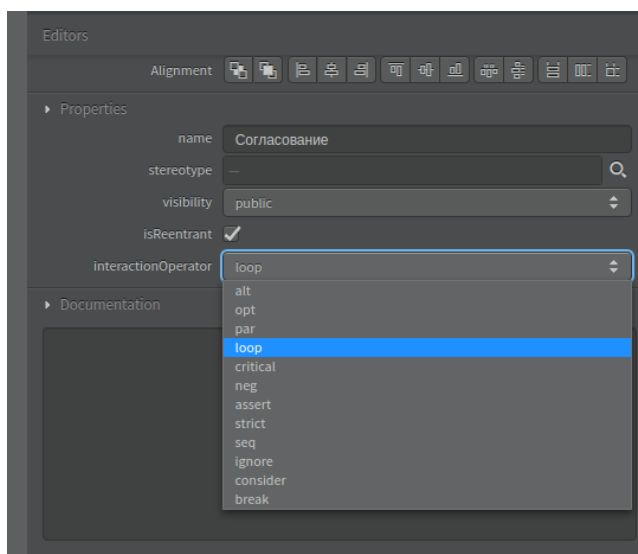 Editors
Alignment
Properties
name Согласование
stereotype —
visibility public
isReentrant
interactionOperator loop
alt
Documentation opt
par
loop
critical
neg
assert
strict
seq
ignore
consider
break